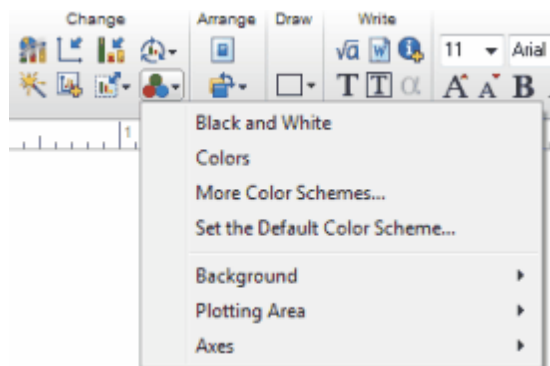 Change Arrange Draw Write
√α W
11 Arial
T T α A A B
1
Black and White
Colors
More Color Schemes...
Set the Default Color Scheme...
Background
Plotting Area
Axes